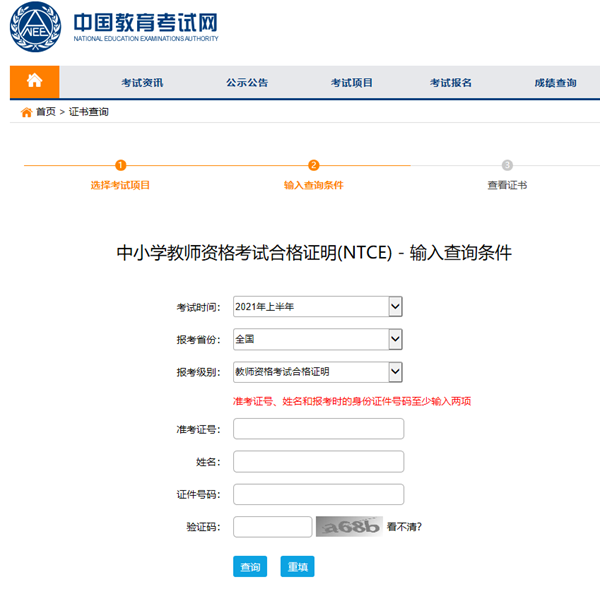 NEEA
中国教育考试网
NATIONAL EDUCATION EXAMINATIONS AUTHORITY
考试资讯 公示公告 考试项目 考试报名 成绩查询
首页 > 证书查询
1 2 3
选择考试项目 输入查询条件 查看证书
中小学教师资格考试合格证明(NTCE) - 输入查询条件
考试时间： 2021年上半年
报考省份： 全国
报考级别： 教师资格考试合格证明
准考证号、姓名和报考时的身份证件号码至少输入两项
准考证号：
姓名：
证件号码：
验证码： a68b 看不清?
查询 重填